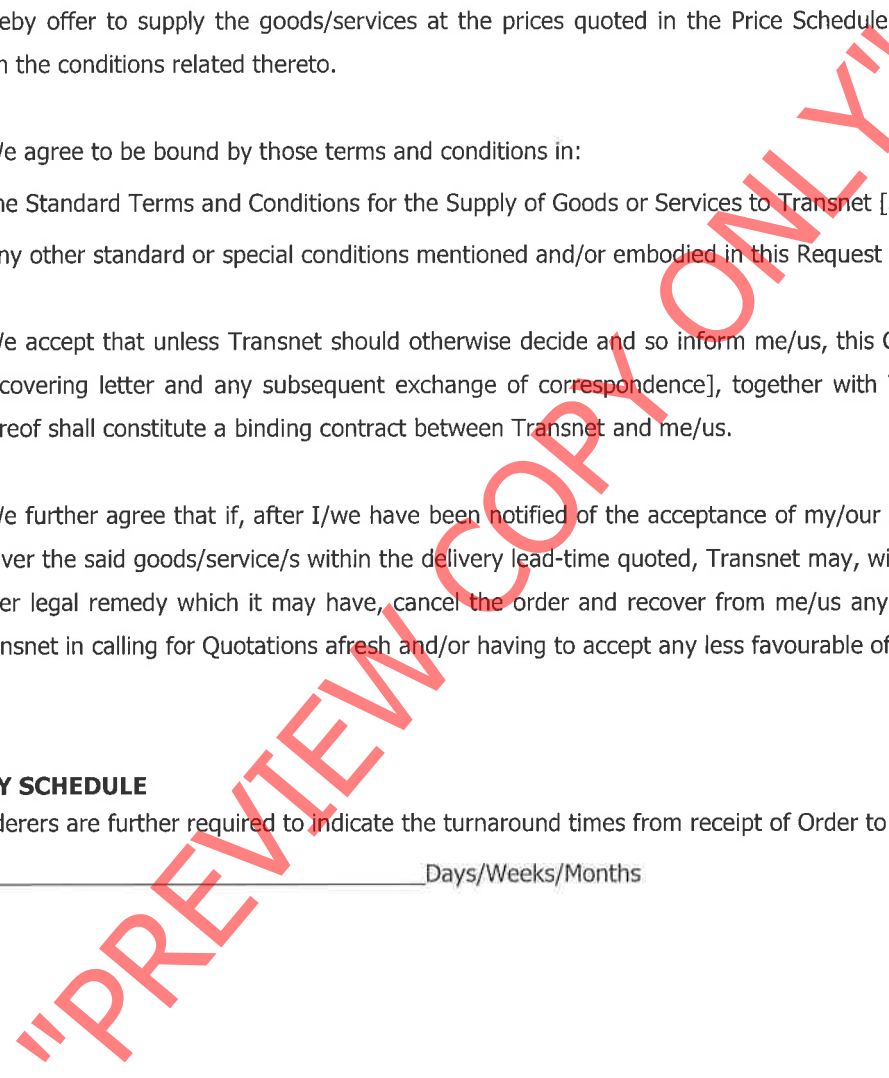 eby offer to supply the goods/services at the prices quoted in the Price Schedule
the conditions related thereto.
e agree to be bound by those terms and conditions in:
he Standard Terms and Conditions for the Supply of Goods or Services to Transnet [
ny other standard or special conditions mentioned and/or embodied in this Request
e accept that unless Transnet should otherwise decide and so inform me/us, this
covering letter and any subsequent exchange of correspondence], together with
reof shall constitute a binding contract between Transnet and me/us.
e further agree that if, after I/we have been notified of the acceptance of my/our
ver the said goods/service/s within the delivery lead-time quoted, Transnet may, wi
er legal remedy which it may have, cancel the order and recover from me/us any
nsnet in calling for Quotations afresh and/or having to accept any less favourable of
Y SCHEDULE
derers are further required to indicate the turnaround times from receipt of Order to
Days/Weeks/Months
"PREVIEW COPY ONLY"